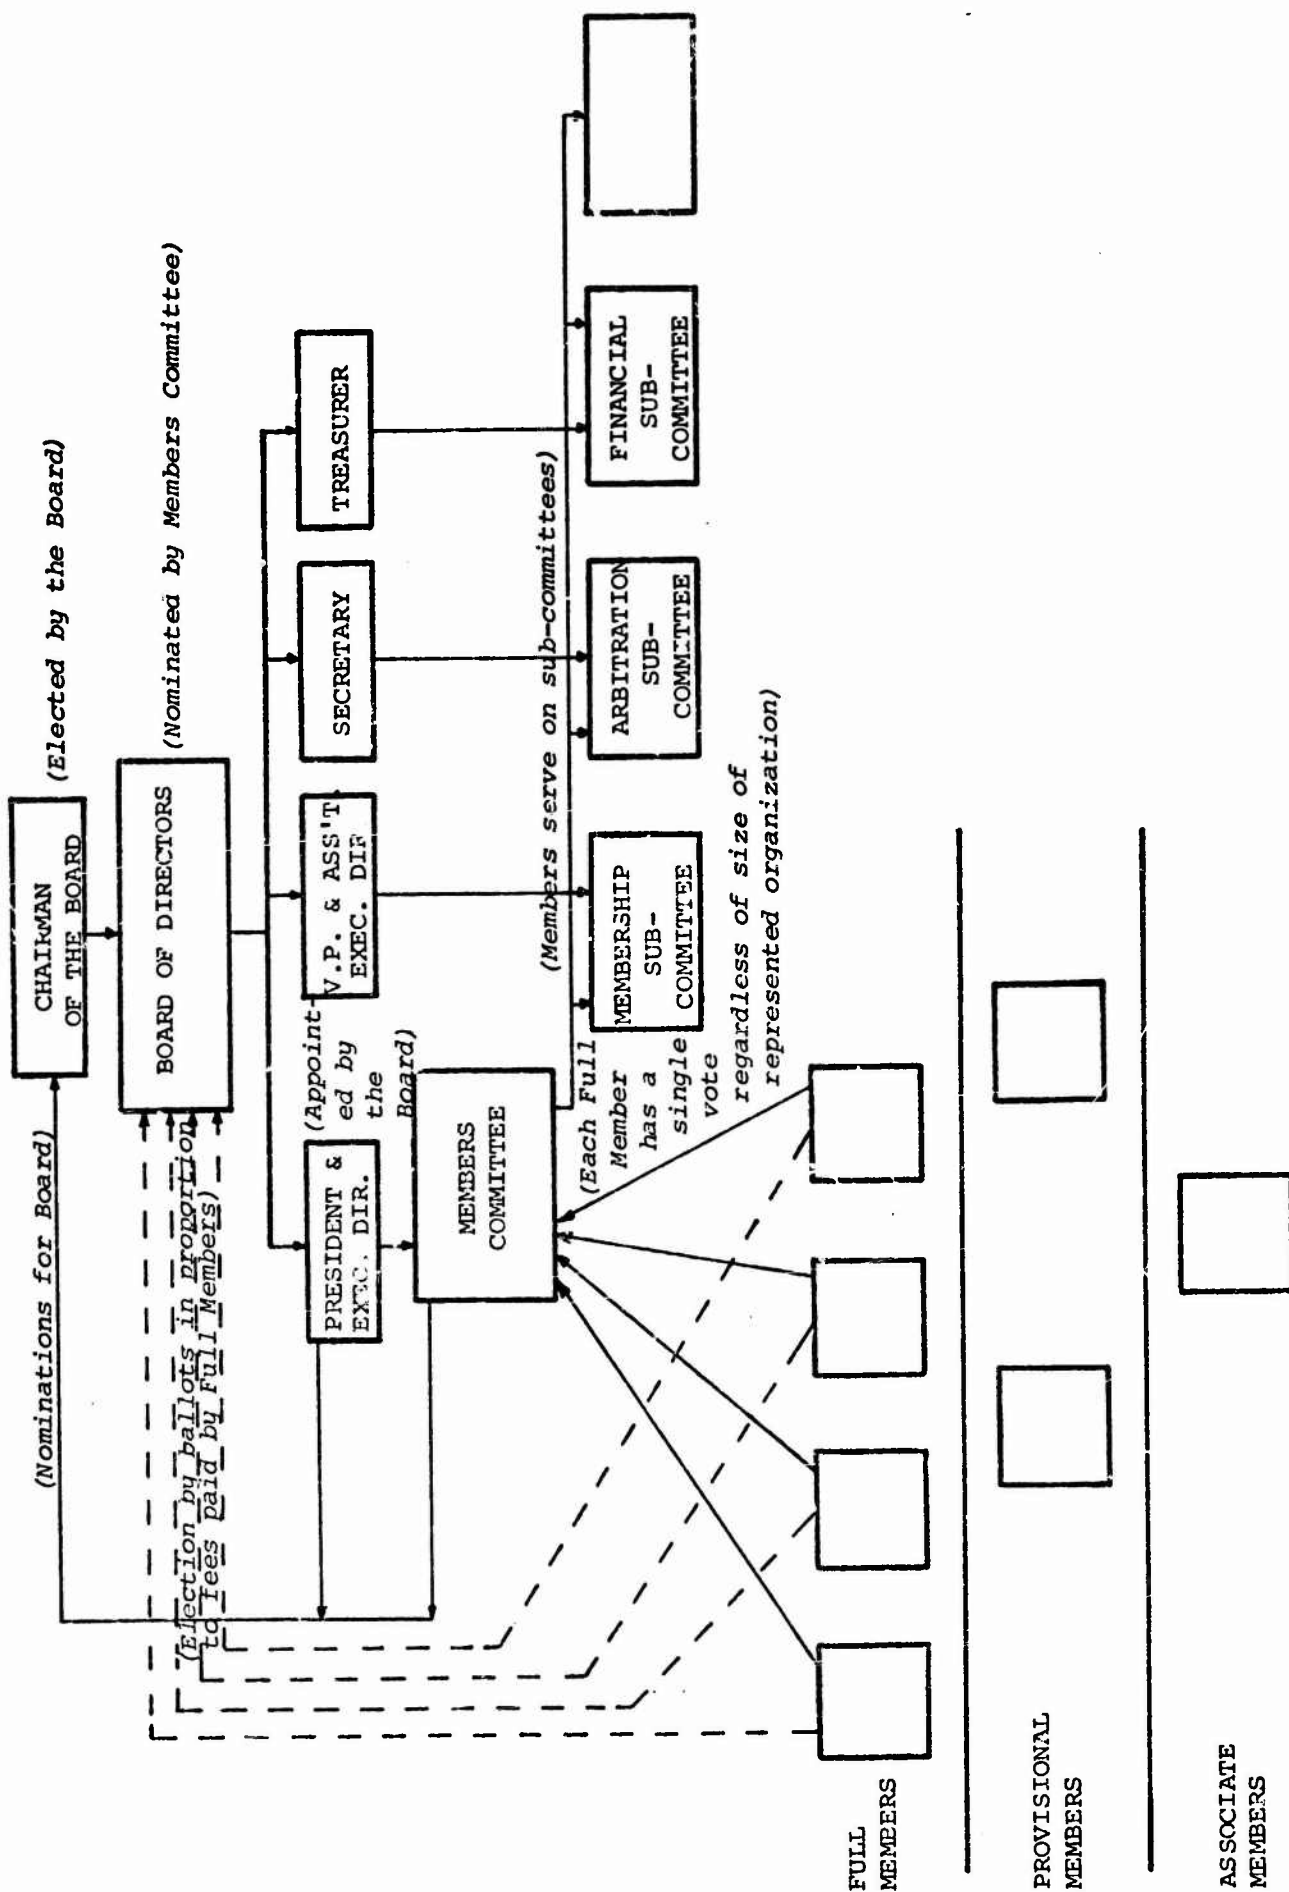 CHAIRMAN
OF THE BOARD
(Elected by the Board)
(Nominations for Board)
BOARD OF DIRECTORS
(Nominated by Members Committee)
(Election by ballots in proportion
to fees paid by Full Members)
PRESIDENT &
EXEC. DIR.
(Appoint
ed by
the
Board)
V.P. & ASS'T
EXEC. DIR
SECRETARY
TREASURER
MEMBERS
COMMITTEE
(Members serve on sub-committees)
(Each Full
Member
has a
single
vote
regardless of size of
represented organization)
MEMBERSHIP
SUB-
COMMITTEE
ARBITRATION
SUB-
COMMITTEE
FINANCIAL
SUB-
COMMITTEE
FULL
MEMBERS
PROVISIONAL
MEMBERS
ASSOCIATE
MEMBERS